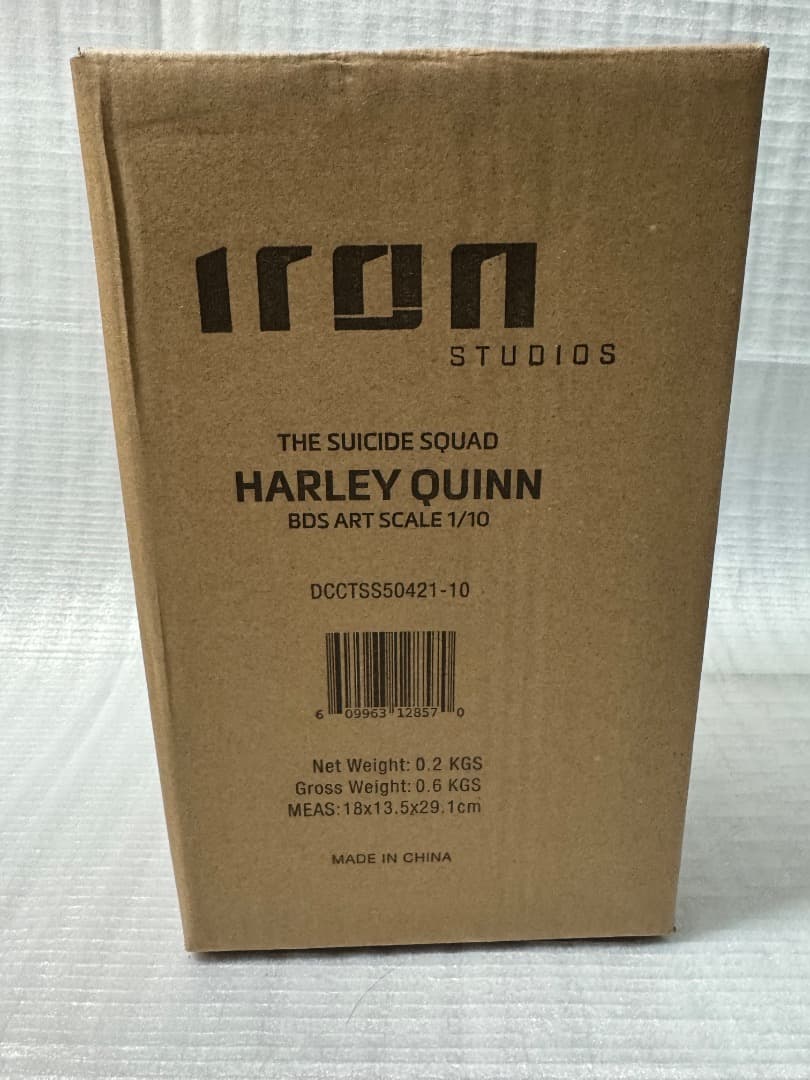 Iron
STUDIOS
THE SUICIDE SQUAD
HARLEY QUINN
BDS ART SCALE 1/10
DCCTSS50421-10
6 09963 12857 0
Net Weight: 0.2 KGS
Gross Weight: 0.6 KGS
MEAS: 18x13.5x29.1cm
MADE IN CHINA